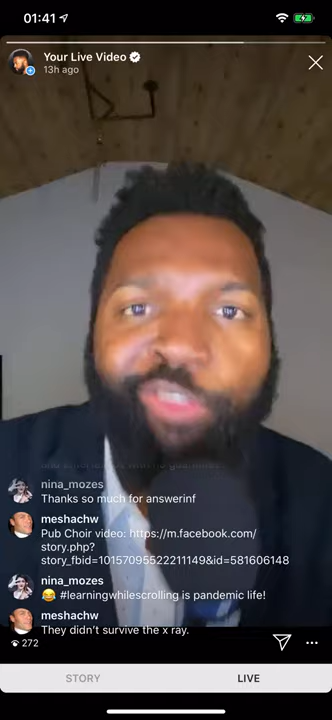 01:41
Your Live Video
13h ago
nina_mozes
Thanks so much for answerinf
meshachw
Pub Choir video: https://m.facebook.com/
story.php?
story_fbid=10157095522211149&id=581606148
nina_mozes
😂 #learningwhilescrolling is pandemic life!
meshachw
They didn't survive the x ray.
272
STORY
LIVE